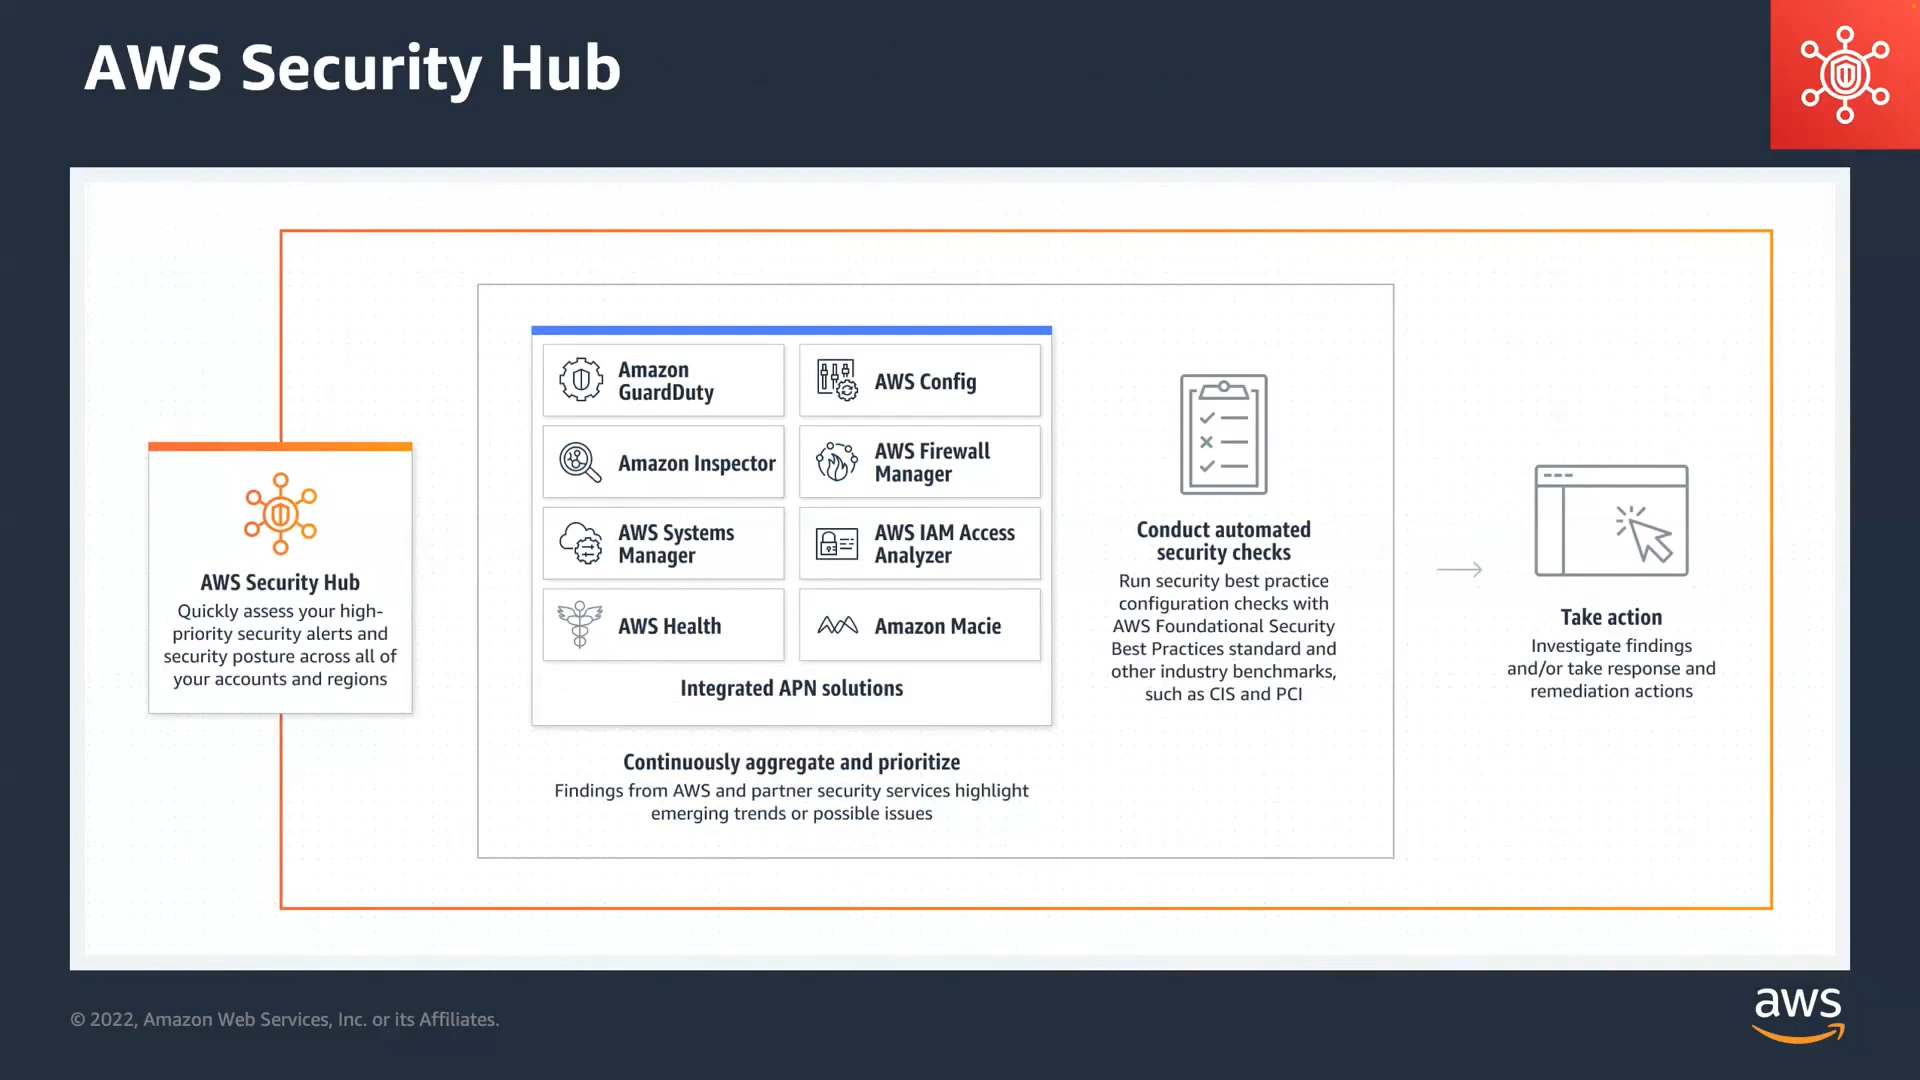 AWS Security Hub
AWS Security Hub
Quickly assess your high-
priority security alerts and
security posture across all of
your accounts and regions
Amazon
GuardDuty
AWS Config
Amazon Inspector
AWS Firewall
Manager
AWS Systems
Manager
AWS IAM Access
Analyzer
AWS Health
Amazon Macie
Integrated APN solutions
Continuously aggregate and prioritize
Findings from AWS and partner security services highlight
emerging trends or possible issues
Conduct automated
security checks
Run security best practice
configuration checks with
AWS Foundational Security
Best Practices standard and
other industry benchmarks,
such as CIS and PCI
Take action
Investigate findings
and/or take response and
remediation actions
© 2022, Amazon Web Services, Inc. or its Affiliates.
aws